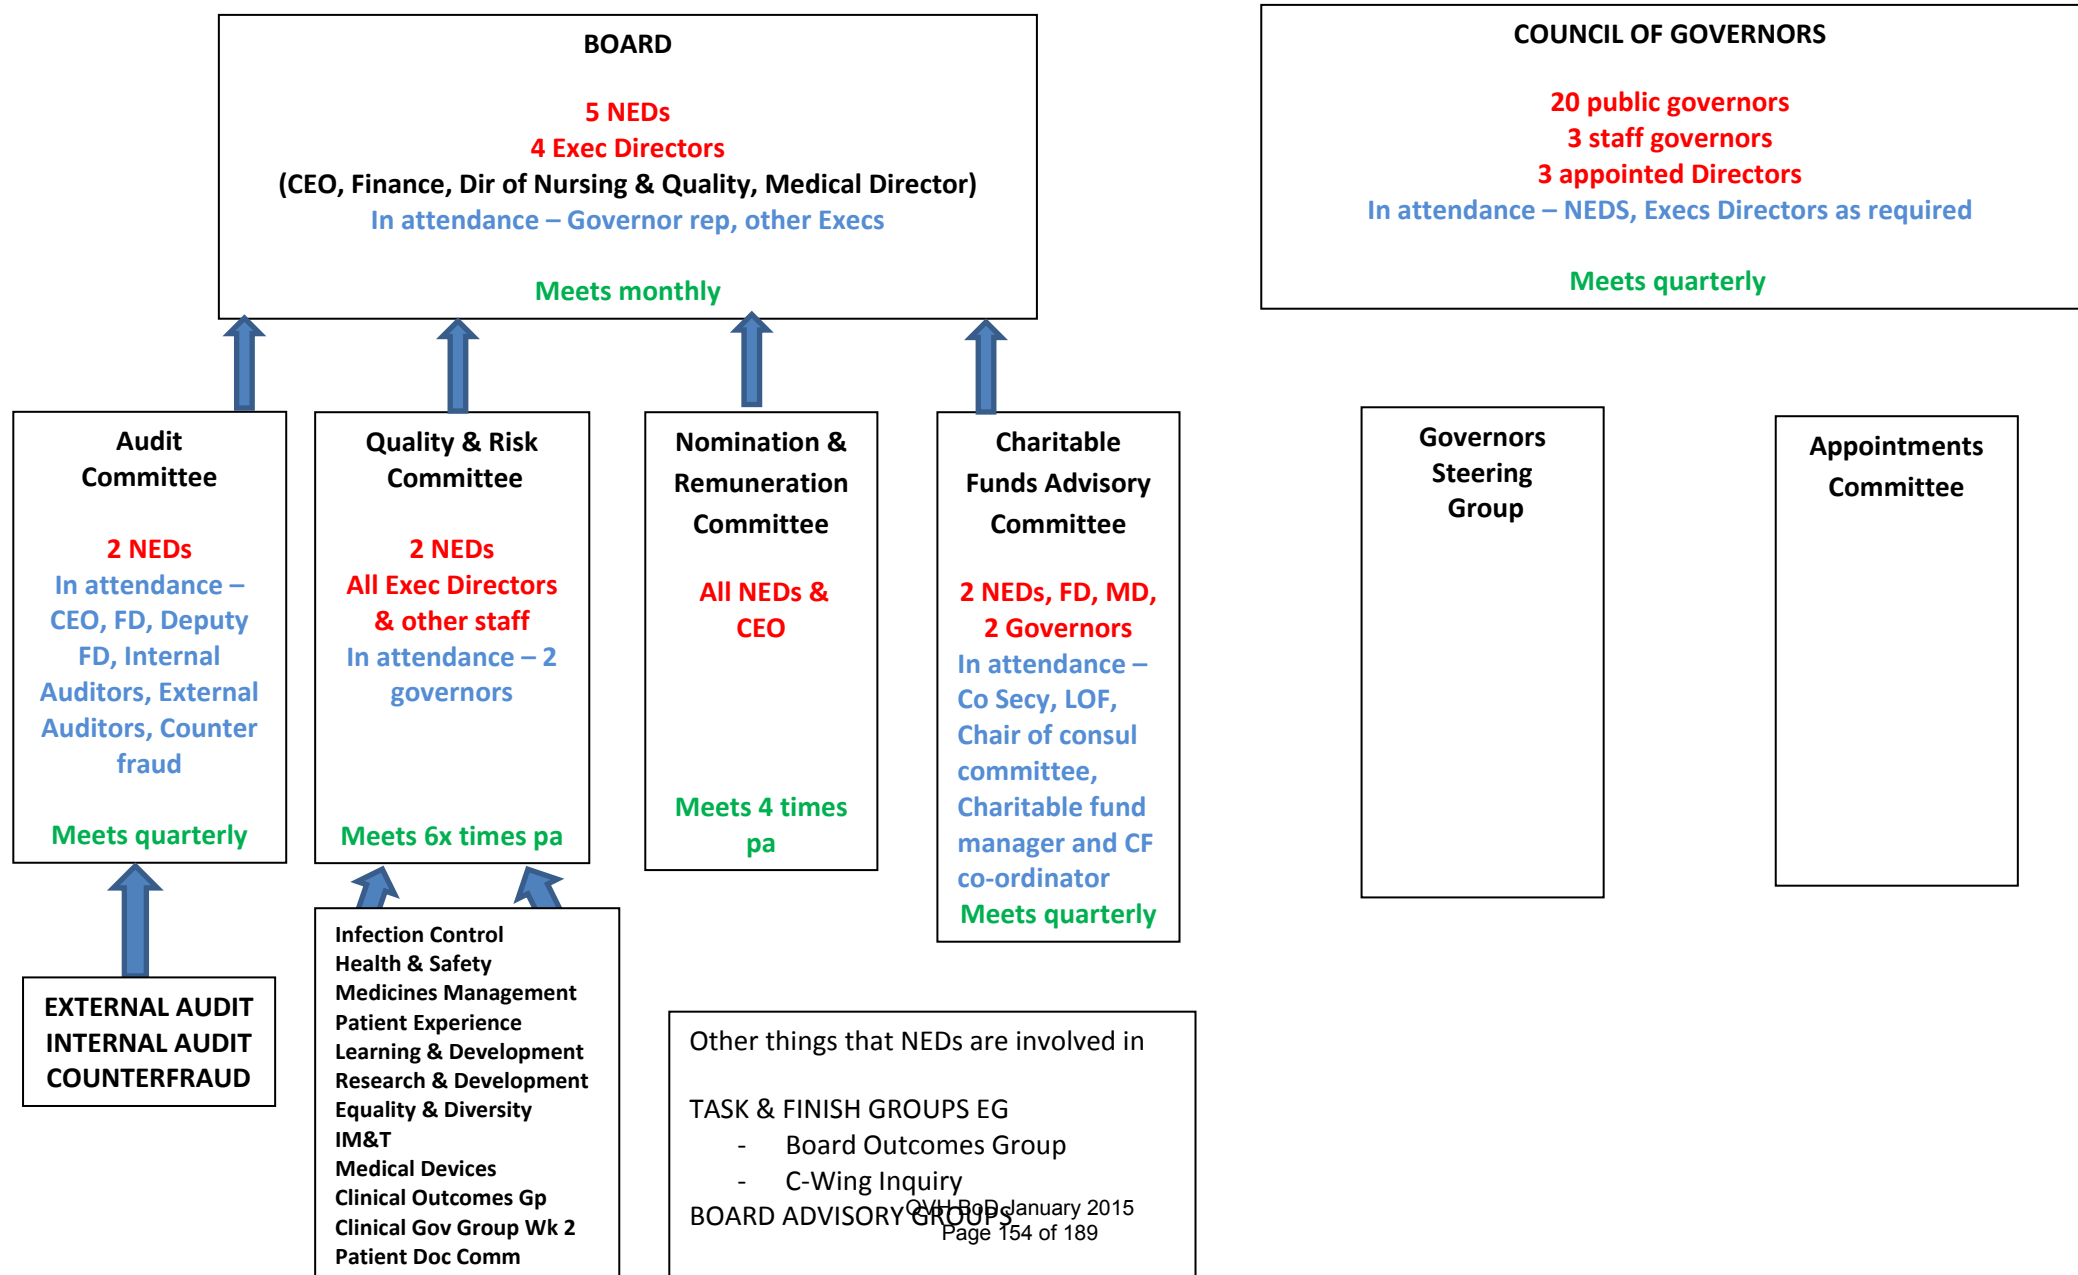 BOARD
5 NEDs
4 Exec Directors
(CEO, Finance, Dir of Nursing & Quality, Medical Director)
In attendance – Governor rep, other Execs
Meets monthly
COUNCIL OF GOVERNORS
20 public governors
3 staff governors
3 appointed Directors
In attendance – NEDS, Execs Directors as required
Meets quarterly
Audit
Committee
2 NEDs
In attendance –
CEO, FD, Deputy
FD, Internal
Auditors, External
Auditors, Counter
fraud
Meets quarterly
Quality & Risk
Committee
2 NEDs
All Exec Directors
& other staff
In attendance – 2
governors
Meets 6x times pa
Nomination &
Remuneration
Committee
All NEDs &
CEO
Meets 4 times
pa
Charitable
Funds Advisory
Committee
2 NEDs, FD, MD,
2 Governors
In attendance –
Co Secy, LOF,
Chair of consul
committee,
Charitable fund
manager and CF
co-ordinator
Meets quarterly
Governors
Steering
Group
Appointments
Committee
EXTERNAL AUDIT
INTERNAL AUDIT
COUNTERFRAUD
Infection Control
Health & Safety
Medicines Management
Patient Experience
Learning & Development
Research & Development
Equality & Diversity
IM&T
Medical Devices
Clinical Outcomes Gp
Clinical Gov Group Wk 2
Patient Doc Comm
Other things that NEDs are involved in
TASK & FINISH GROUPS EG
- Board Outcomes Group
- C-Wing Inquiry
BOARD ADVISORY GROUPS
QVH BoD January 2015
Page 154 of 189